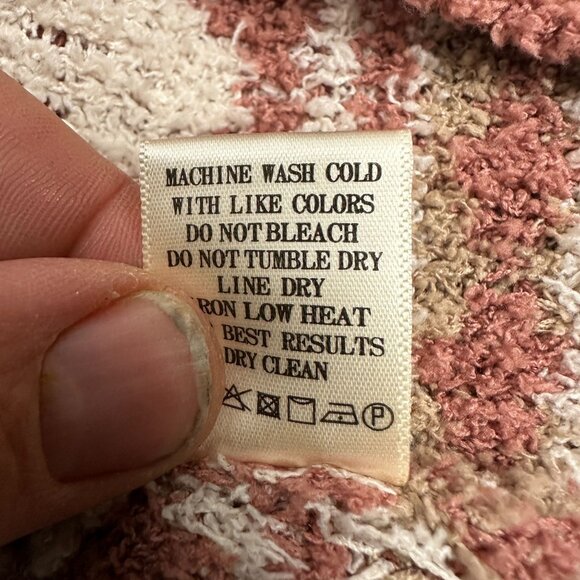 MACHINE WASH COLD
WITH LIKE COLORS
DO NOT BLEACH
DO NOT TUMBLE DRY
LINE DRY
RON LOW HEAT
BEST RESULTS
DRY CLEAN
P